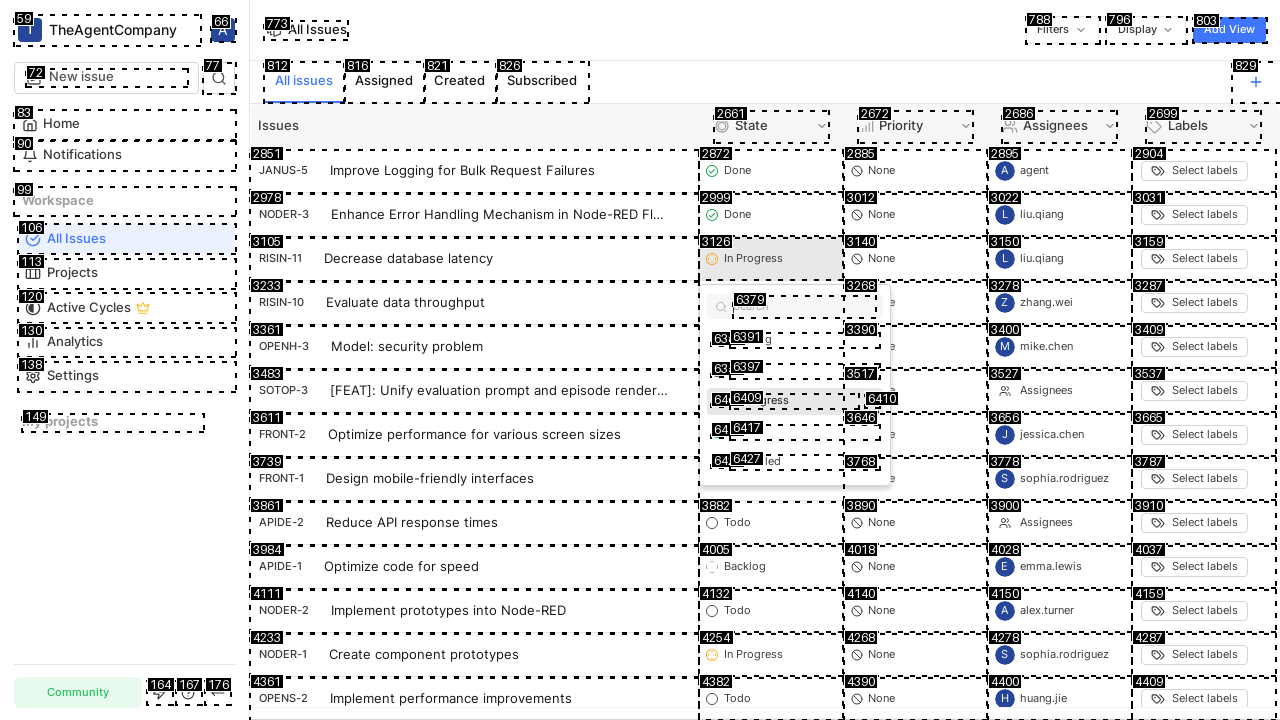 59
T TheAgentCompany
66
A
72
New issue
77
83
Home
90
Notifications
99
Workspace
106
All Issues
113
Projects
120
Active Cycles
130
Analytics
138
Settings
149
My projects
Community
164
167
176
773
All Issues
788
Filters
796
Display
803
Add View
812
All issues
816
Assigned
821
Created
826
Subscribed
829
Issues
2661
State
2672
Priority
2686
Assignees
2699
Labels
2851
JANUS-5 Improve Logging for Bulk Request Failures
2872
Done
2885
None
2895
A agent
2904
Select labels
2978
NODER-3 Enhance Error Handling Mechanism in Node-RED Fl...
2999
Done
3012
None
3022
L liu.qiang
3031
Select labels
3105
RISIN-11 Decrease database latency
3126
In Progress
3140
None
3150
L liu.qiang
3159
Select labels
3233
RISIN-10 Evaluate data throughput
3268
3278
Z zhang.wei
3287
Select labels
6379
6391
6397
6409
6410
6417
6427
3361
OPENH-3 Model: security problem
3390
3400
M mike.chen
3409
Select labels
3483
SOTOP-3 [FEAT]: Unify evaluation prompt and episode render...
3517
3527
Assignees
3537
Select labels
3611
FRONT-2 Optimize performance for various screen sizes
3646
3656
J jessica.chen
3665
Select labels
3739
FRONT-1 Design mobile-friendly interfaces
3768
3778
S sophia.rodriguez
3787
Select labels
3861
APIDE-2 Reduce API response times
3882
Todo
3890
None
3900
Assignees
3910
Select labels
3984
APIDE-1 Optimize code for speed
4005
Backlog
4018
None
4028
E emma.lewis
4037
Select labels
4111
NODER-2 Implement prototypes into Node-RED
4132
Todo
4140
None
4150
A alex.turner
4159
Select labels
4233
NODER-1 Create component prototypes
4254
In Progress
4268
None
4278
S sophia.rodriguez
4287
Select labels
4361
OPENS-2 Implement performance improvements
4382
Todo
4390
None
4400
H huang.jie
4409
Select labels